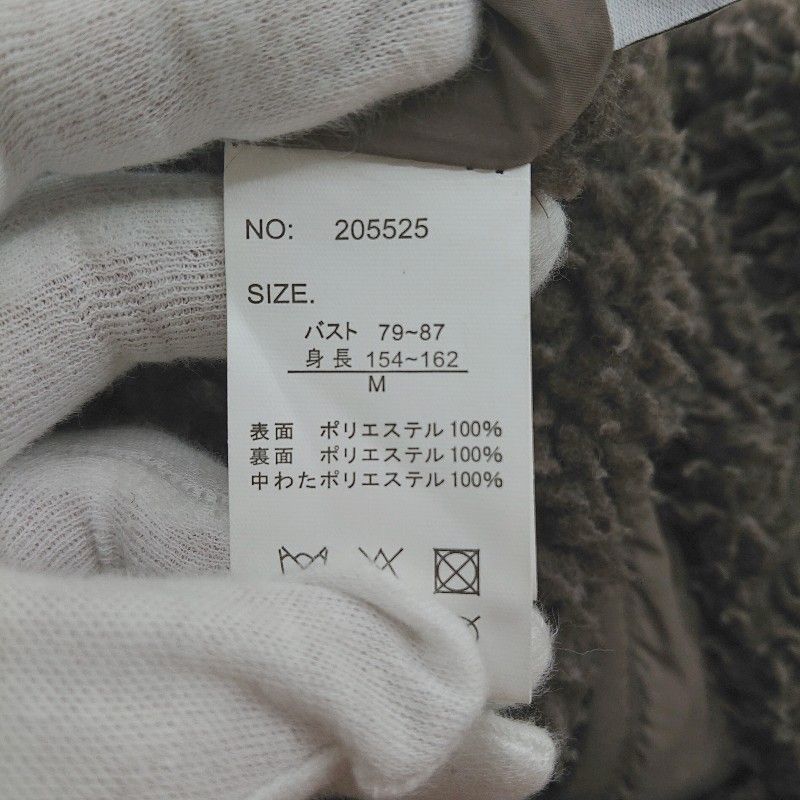 NO: 205525
SIZE.
バスト 79~87
身長 154~162
M
表面 ポリエステル 100%
裏面 ポリエステル 100%
中わた ポリエステル 100%